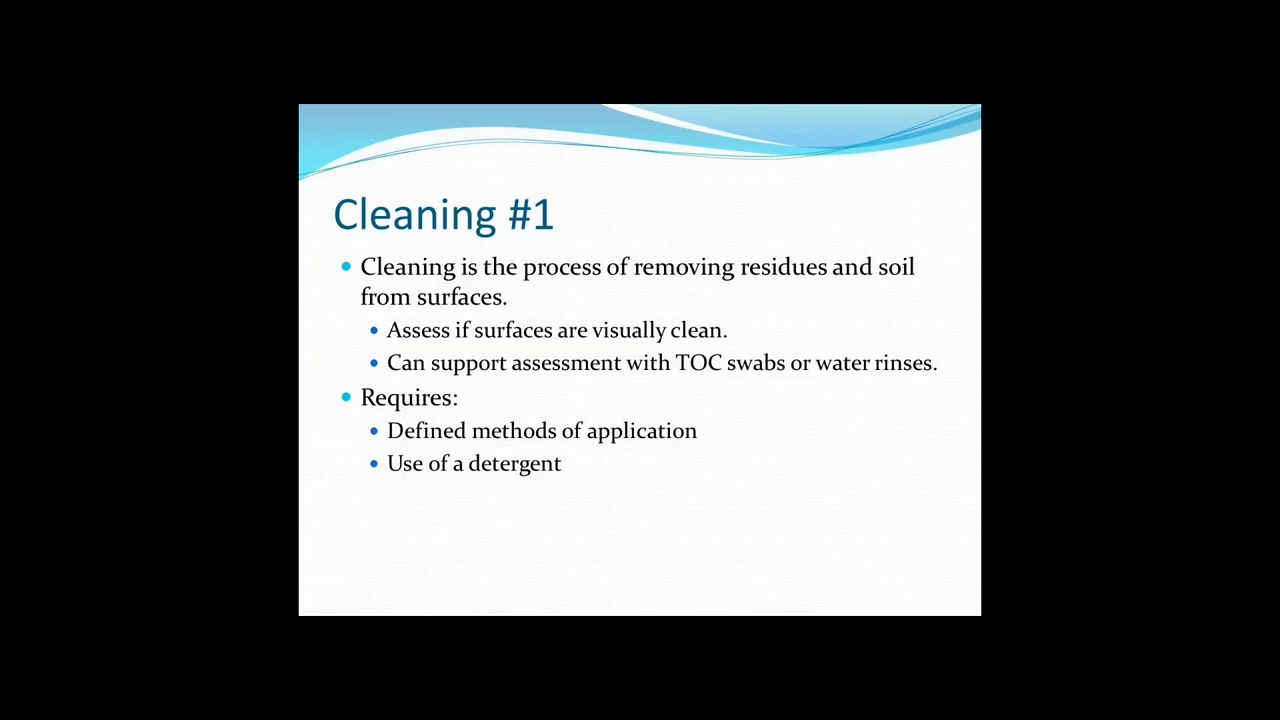 Cleaning #1
• Cleaning is the process of removing residues and soil
from surfaces.
• Assess if surfaces are visually clean.
• Can support assessment with TOC swabs or water rinses.
• Requires:
• Defined methods of application
• Use of a detergent